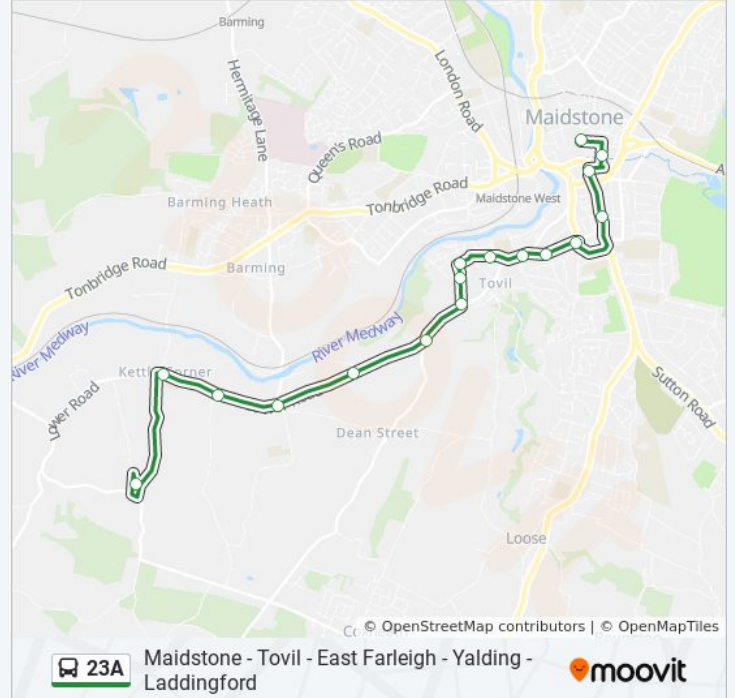 Barming
Hermitage Lane
London Road
Maidstone
Queen's Road
A
Tonbridge Road
Maidstone West
Barming Heath
Tonbridge Road
Barming
Tovil
River Medway
River Medway
Sutton Road
Lower Road
Dean Street
Loose
© OpenStreetMap contributors | © OpenMapTiles
23A
Maidstone - Tovil - East Farleigh - Yalding -
Laddingford
moovit